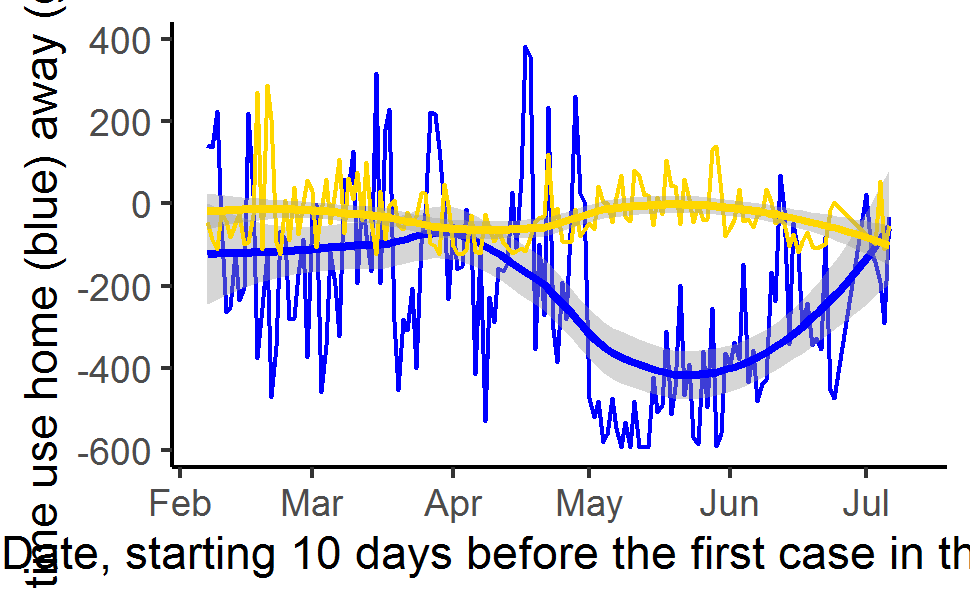 time use home (blue) away (
400
200
0
-200
-400
-600
Feb Mar Apr May Jun Jul
Date, starting 10 days before the first case in th